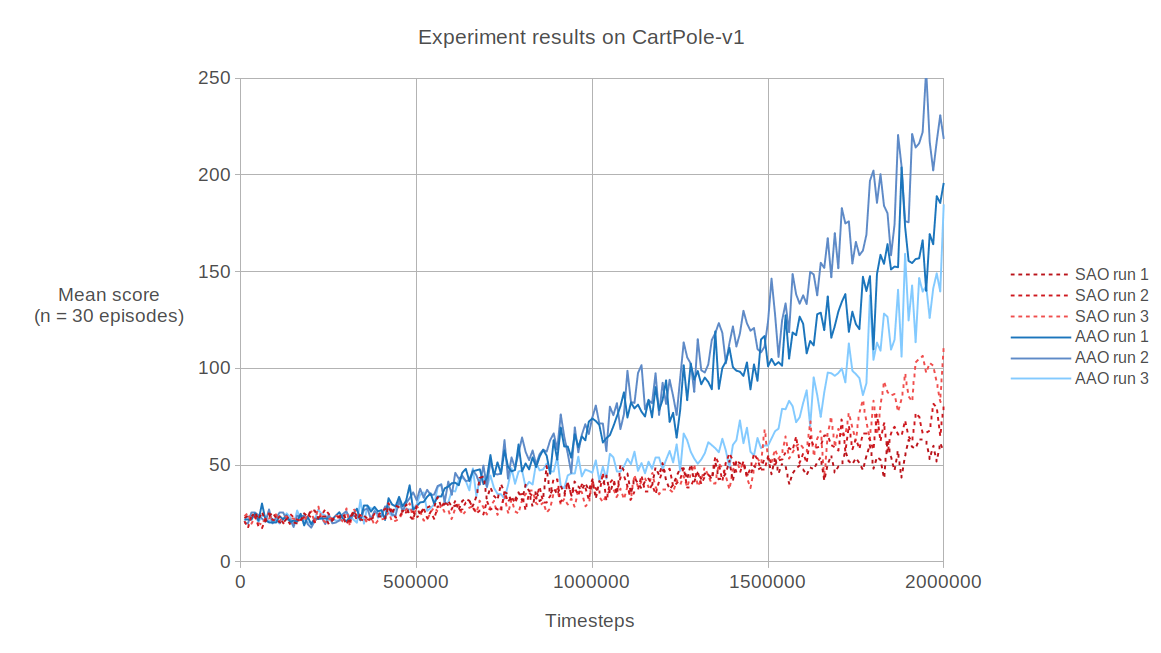 Experiment results on CartPole-v1
Mean score
(n = 30 episodes)
250
200
150
100
50
0
0 500000 1000000 1500000 2000000
Timesteps
SAO run 1
SAO run 2
SAO run 3
AAO run 1
AAO run 2
AAO run 3